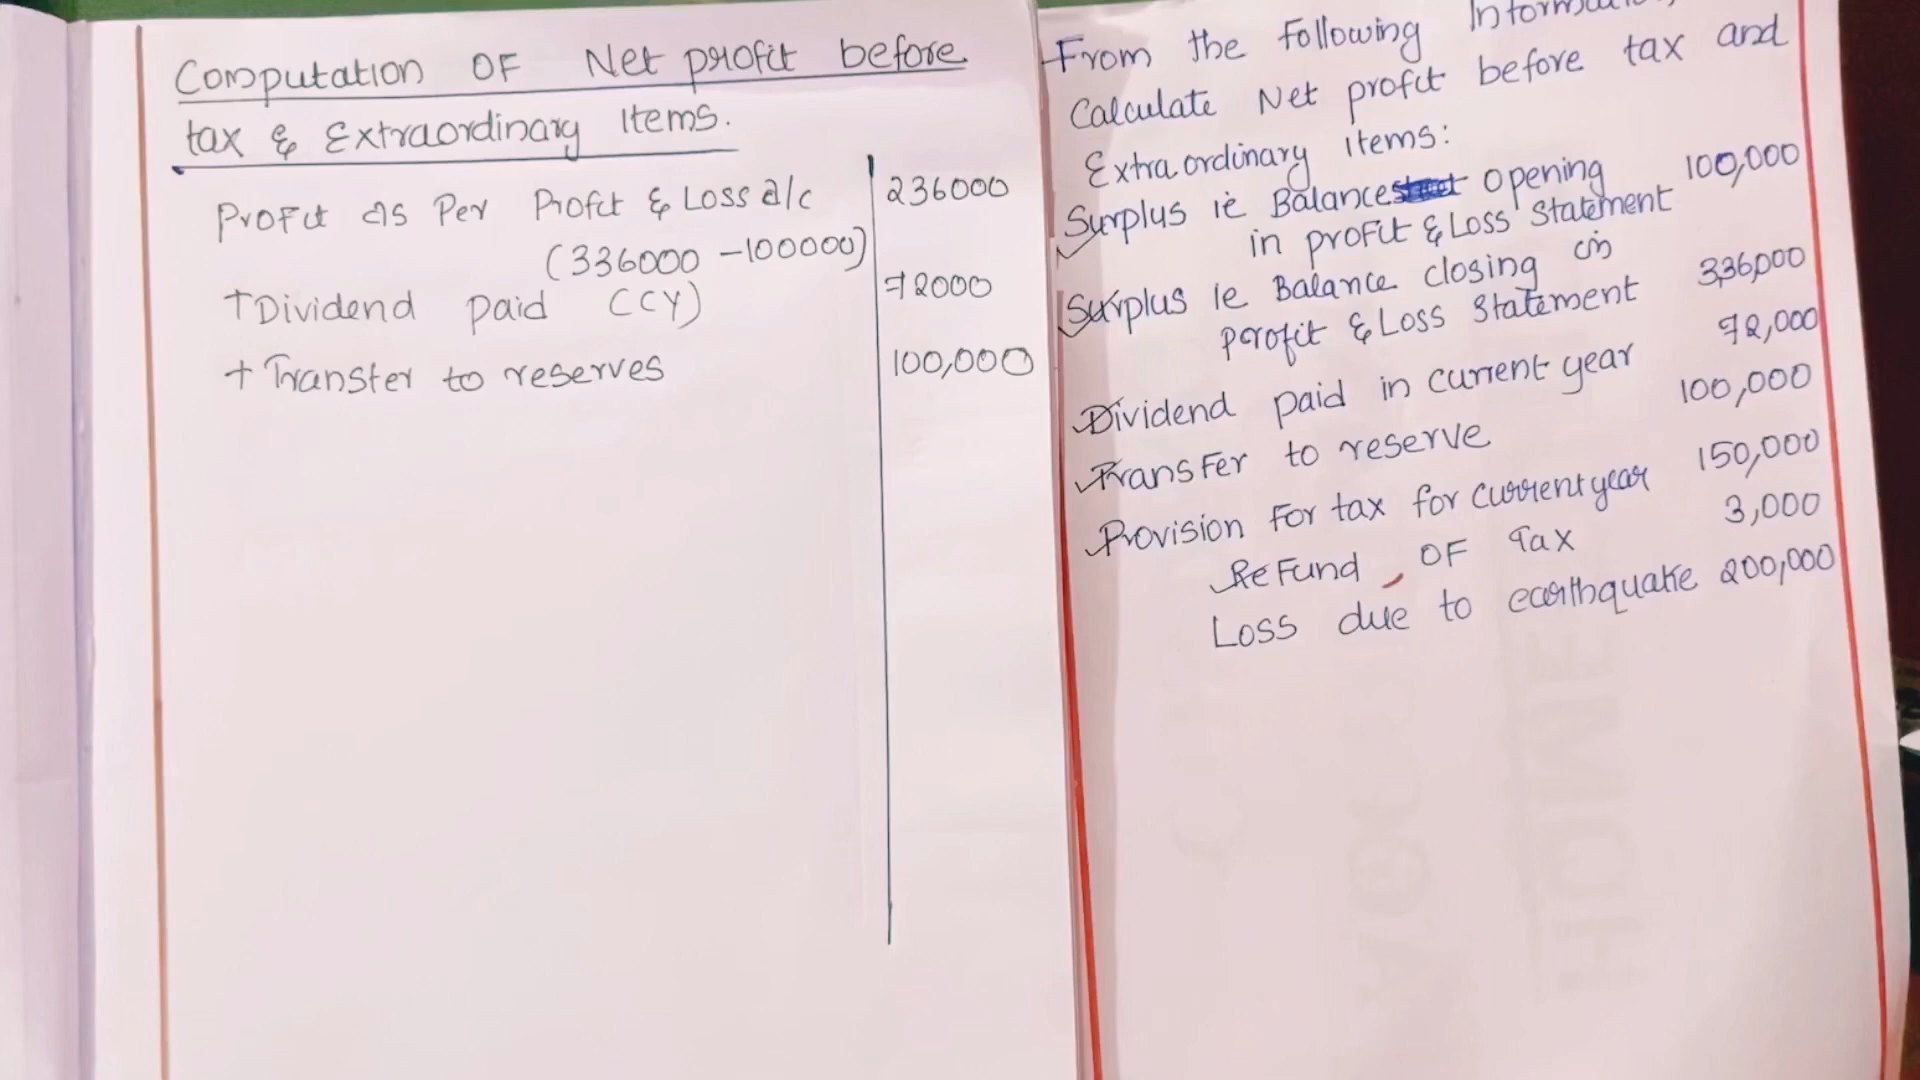 Computation OF Net profit before
tax & Extraordinary Items.
Profit as Per Profit & Loss a/c 236000
(336000 -100000)
+Dividend paid (CY) 72000
+ Transfer to reserves 100,000
From the following Information,
Calculate Net profit before tax and
Extraordinary items:
Surplus ie Balance opening 100,000
in profit & Loss Statement
Surplus ie Balance closing in 336,000
profit & Loss Statement
Dividend paid in current year 72,000
Transfer to reserve 100,000
Provision for tax for current year 150,000
Refund OF Tax 3,000
Loss due to earthquake 200,000